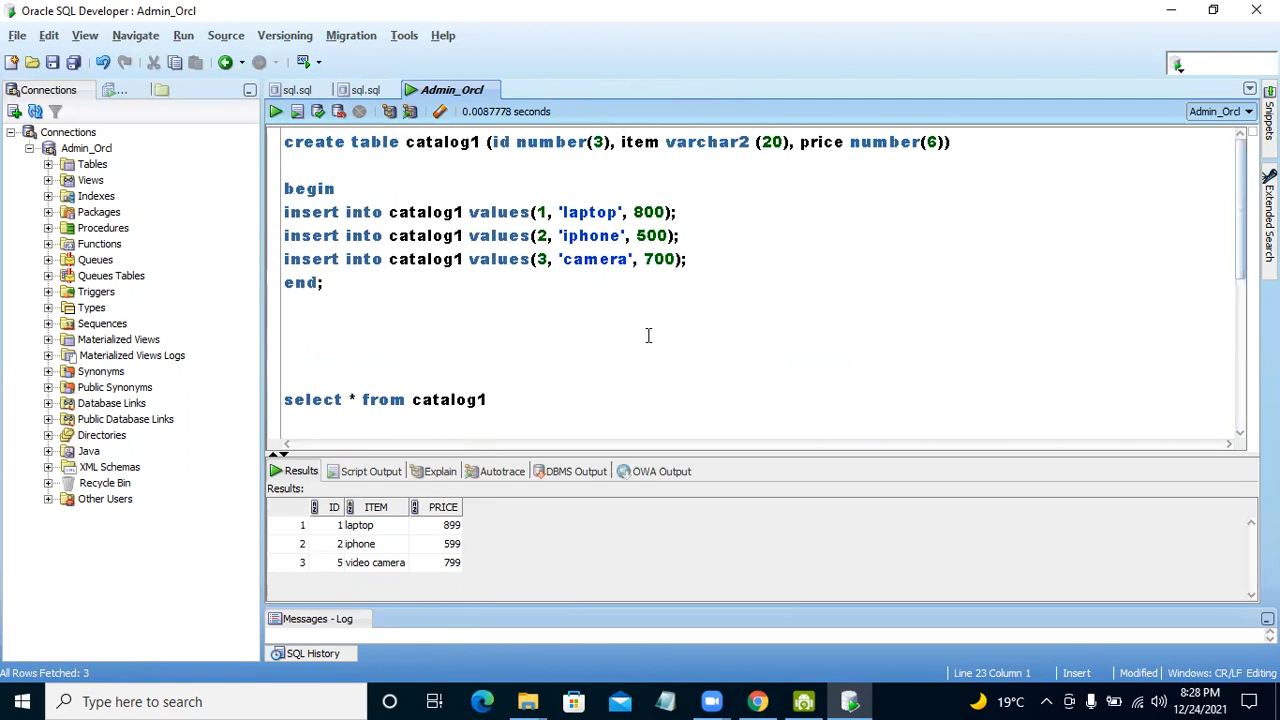 Oracle SQL Developer : Admin_Orcl
File Edit View Navigate Run Source Versioning Migration Tools Help
Connections ... sql.sql sql.sql Admin_Orcl
0.0087778 seconds Admin_Orcl
Connections
Admin_Orcl
Tables
Views
Indexes
Packages
Procedures
Functions
Queues
Queues Tables
Triggers
Types
Sequences
Materialized Views
Materialized Views Logs
Synonyms
Public Synonyms
Database Links
Public Database Links
Directories
Java
XML Schemas
Recycle Bin
Other Users
create table catalog1 (id number(3), item varchar2 (20), price number(6))
begin
insert into catalog1 values(1, 'laptop', 800);
insert into catalog1 values(2, 'iphone', 500);
insert into catalog1 values(3, 'camera', 700);
end;
select * from catalog1
Snippets
Extended Search
Results Script Output Explain Autotrace DBMS Output OWA Output
Results:
ID ITEM PRICE
1 1 laptop 899
2 2 iphone 599
3 5 video camera 799
Messages - Log
SQL History
All Rows Fetched: 3 Line 23 Column 1 Insert Modified Windows: CR/LF Editing
Type here to search 19°C 8:28 PM
12/24/2021